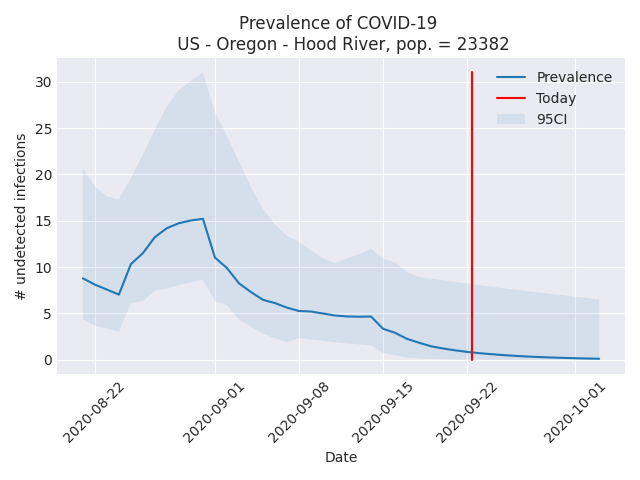 Prevalence of COVID-19
US - Oregon - Hood River, pop. = 23382
Prevalence
Today
95CI
# undetected infections
30
25
20
15
10
5
0
2020-08-22
2020-09-01
2020-09-08
2020-09-15
2020-09-22
2020-10-01
Date